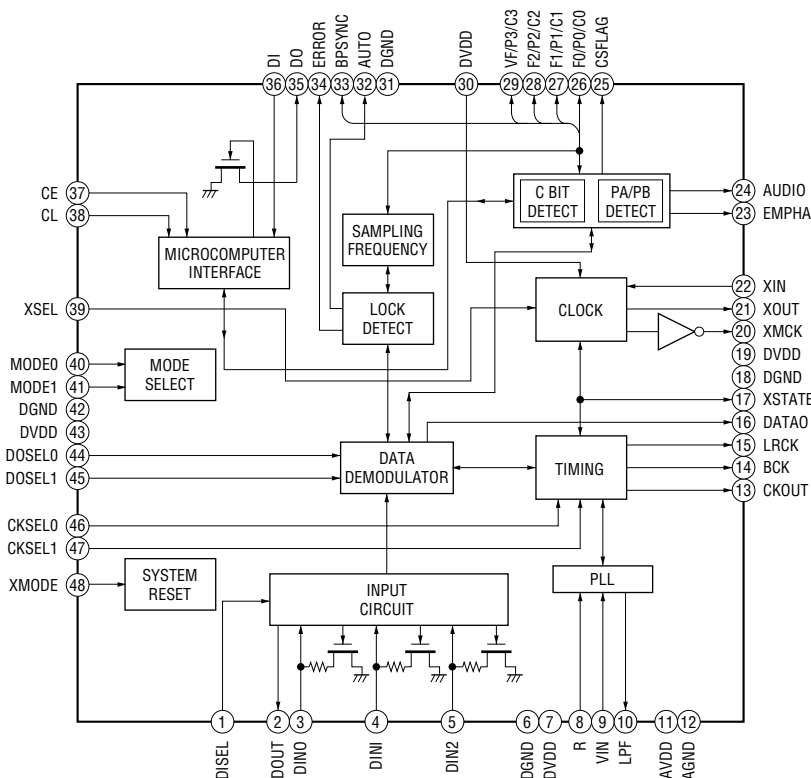 DI
DO
ERROR
BPSYNC
AUTO
DGND
DVDD
VF/P3/C3
F2/P2/C2
F1/P1/C1
F0/P0/C0
CSFLAG
36
35
34
33
32
31
30
29
28
27
26
25
CE 37
CL 38
XSEL 39
MODE0 40
MODE1 41
DGND 42
DVDD 43
DOSEL0 44
DOSEL1 45
CKSEL0 46
CKSEL1 47
XMODE 48
MICROCOMPUTER
INTERFACE
SAMPLING
FREQUENCY
LOCK
DETECT
C BIT
DETECT
PA/PB
DETECT
CLOCK
MODE
SELECT
DATA
DEMODULATOR
TIMING
SYSTEM
RESET
INPUT
CIRCUIT
PLL
24 AUDIO
23 EMPHA
22 XIN
21 XOUT
20 XMCK
19 DVDD
18 DGND
17 XSTATE
16 DATAO
15 LRCK
14 BCK
13 CKOUT
1
2
3
4
5
6
7
8
9
10
11
12
DISEL
DOUT
DINO
DINI
DIN2
DGND
DVDD
R
VIN
LPF
AVDD
AGND